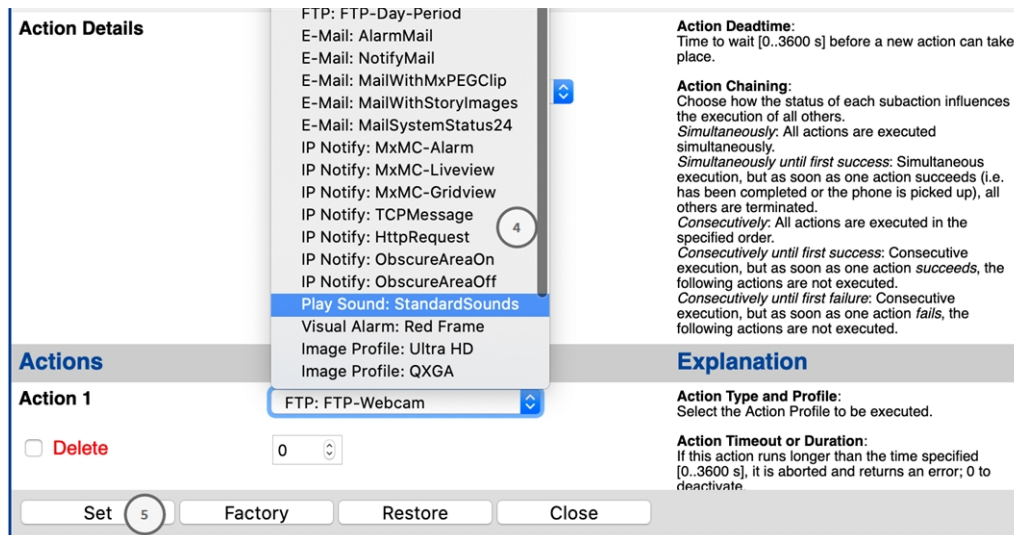 Action Details
FTP: FTP-Day-Period
E-Mail: AlarmMail
E-Mail: NotifyMail
E-Mail: MailWithMxPEGClip
E-Mail: MailWithStoryImages
E-Mail: MailSystemStatus24
IP Notify: MxMC-Alarm
IP Notify: MxMC-Liveview
IP Notify: MxMC-Gridview
IP Notify: TCPMessage
IP Notify: HttpRequest
IP Notify: ObscureAreaOn
IP Notify: ObscureAreaOff
Play Sound: StandardSounds
Visual Alarm: Red Frame
Image Profile: Ultra HD
Image Profile: QXGA
4
Action Deadtime:
Time to wait [0..3600 s] before a new action can take
place.
Action Chaining:
Choose how the status of each subaction influences
the execution of all others.
Simultaneously: All actions are executed
simultaneously.
Simultaneously until first success: Simultaneous
execution, but as soon as one action succeeds (i.e.
has been completed or the phone is picked up), all
others are terminated.
Consecutively: All actions are executed in the
specified order.
Consecutively until first success: Consecutive
execution, but as soon as one action succeeds, the
following actions are not executed.
Consecutively until first failure: Consecutive
execution, but as soon as one action fails, the
following actions are not executed.
Actions
Explanation
Action 1
FTP: FTP-Webcam
Delete
0
Action Type and Profile:
Select the Action Profile to be executed.
Action Timeout or Duration:
If this action runs longer than the time specified
[0..3600 s], it is aborted and returns an error; 0 to
deactivate.
Set 5 Factory Restore Close